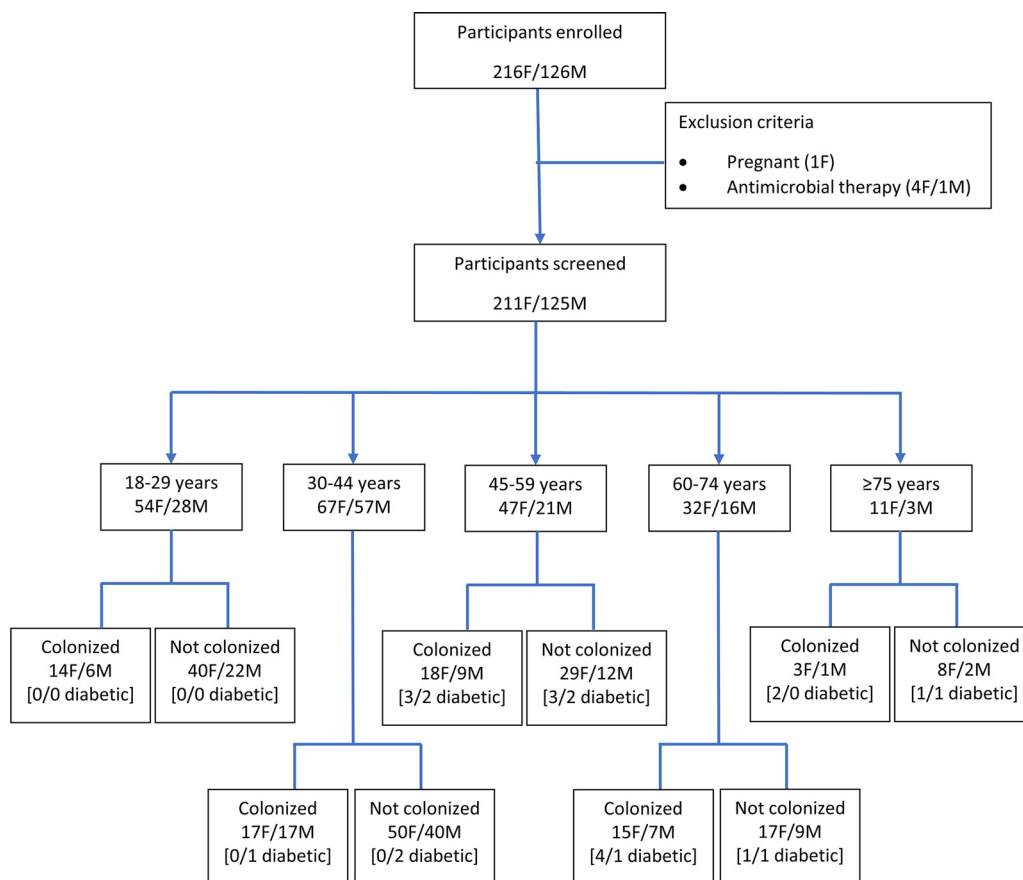 Participants enrolled
216F/126M
Exclusion criteria
• Pregnant (1F)
• Antimicrobial therapy (4F/1M)
Participants screened
211F/125M
18-29 years
54F/28M
30-44 years
67F/57M
45-59 years
47F/21M
60-74 years
32F/16M
≥75 years
11F/3M
Colonized
14F/6M
[0/0 diabetic]
Not colonized
40F/22M
[0/0 diabetic]
Colonized
18F/9M
[3/2 diabetic]
Not colonized
29F/12M
[3/2 diabetic]
Colonized
3F/1M
[2/0 diabetic]
Not colonized
8F/2M
[1/1 diabetic]
Colonized
17F/17M
[0/1 diabetic]
Not colonized
50F/40M
[0/2 diabetic]
Colonized
15F/7M
[4/1 diabetic]
Not colonized
17F/9M
[1/1 diabetic]